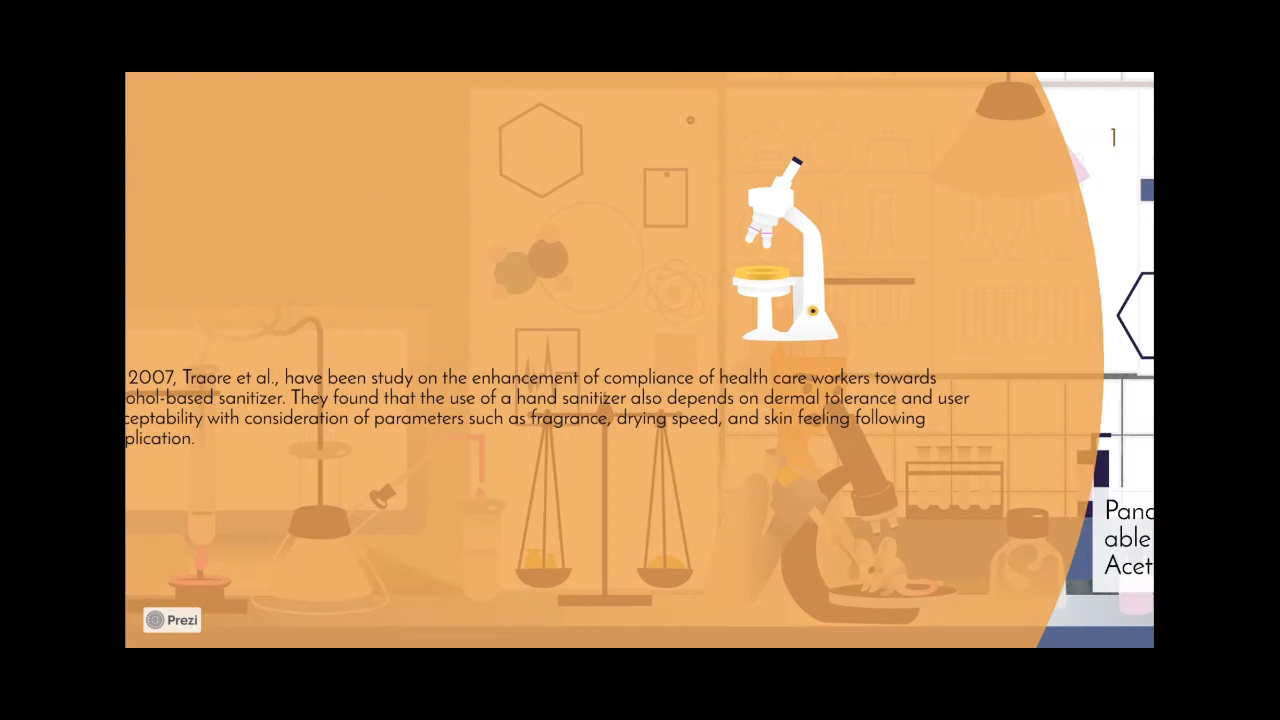 2007, Traore et al., have been study on the enhancement of compliance of health care workers towards
ohol-based sanitizer. They found that the use of a hand sanitizer also depends on dermal tolerance and user
ceptability with consideration of parameters such as fragrance, drying speed, and skin feeling following
plication.
1
Panc
able
Acet
Prezi